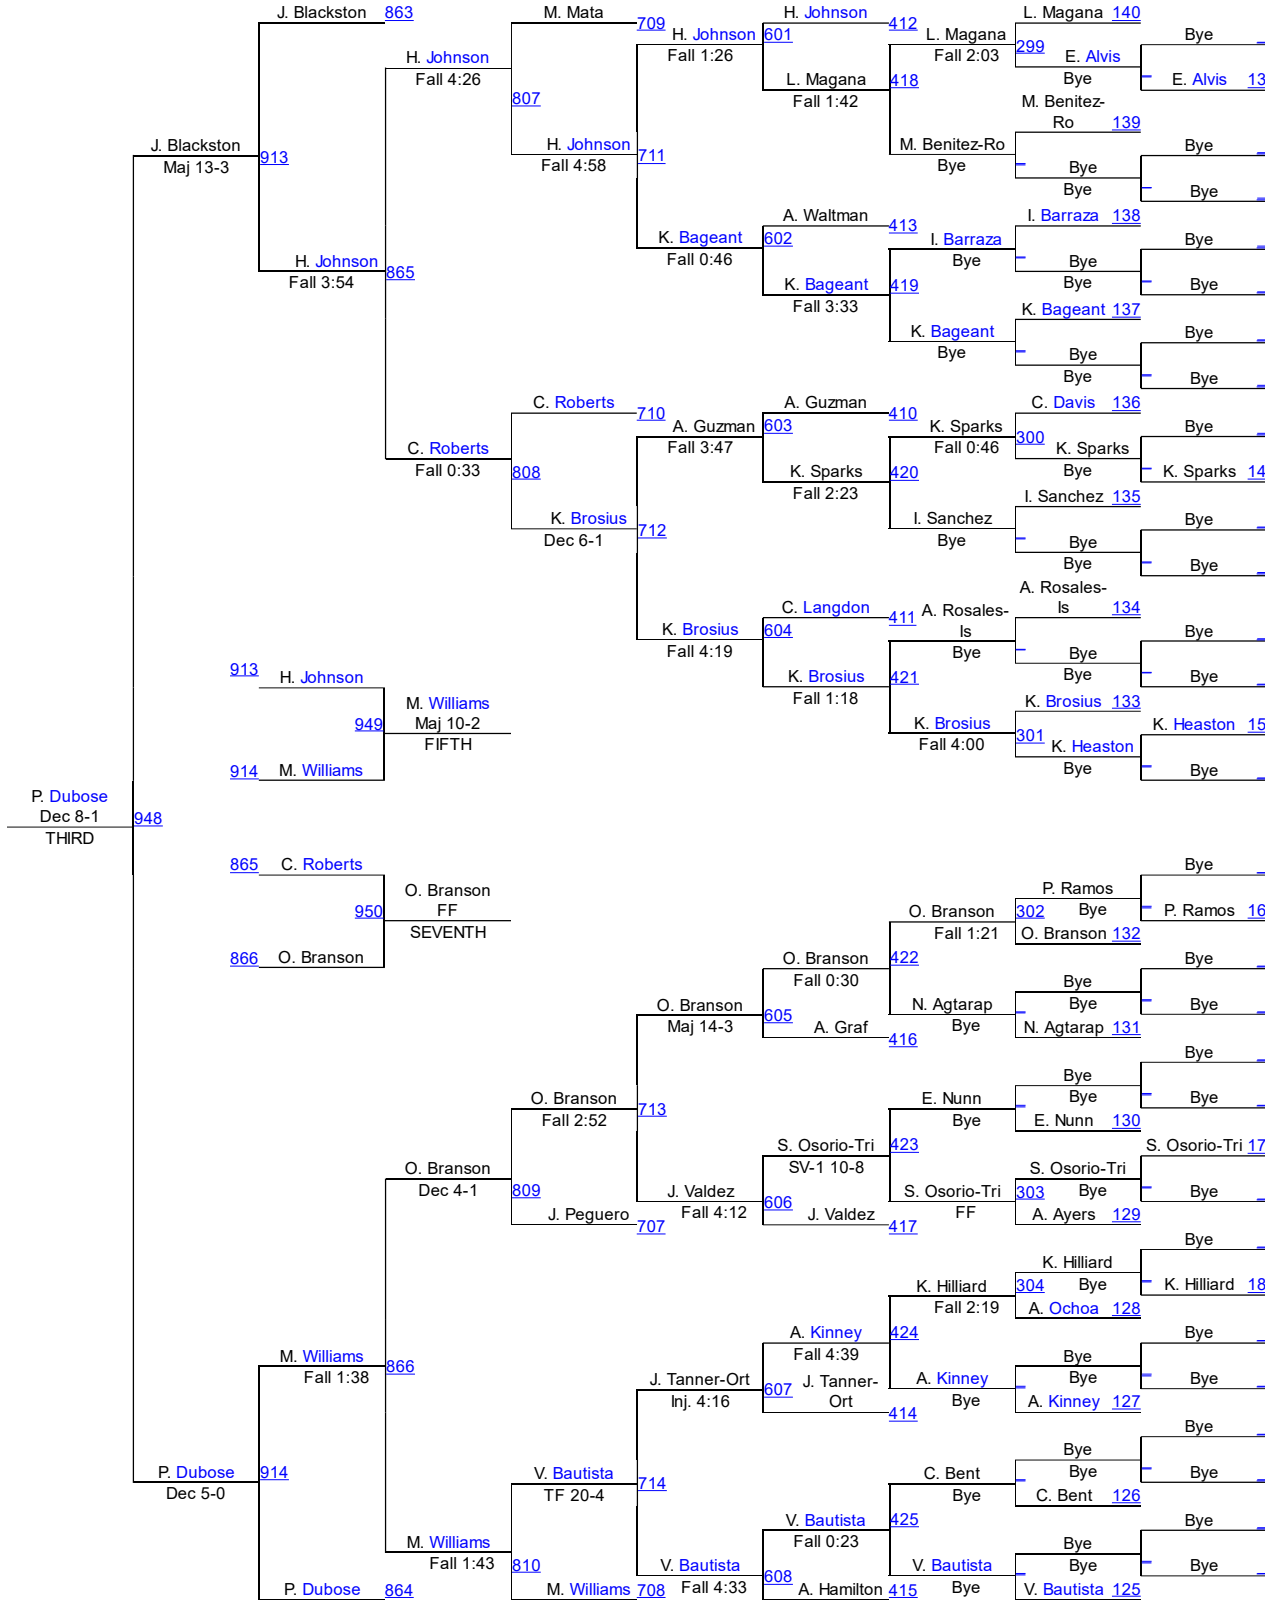 J. Blackston 863
M. Mata
709
H. Johnson
412
L. Magana 140
Bye
H. Johnson
601
Fall 1:26
L. Magana
Fall 2:03
299
E. Alvis
Bye
H. Johnson
Fall 4:26
L. Magana
Fall 1:42
418
E. Alvis 13
807
M. Benitez-
Ro 139
H. Johnson
Fall 4:58
711
M. Benitez-Ro
Bye
Bye
Bye
Bye
Bye
J. Blackston
Maj 13-3
913
A. Waltman
413
I. Barraza 138
K. Bageant
Fall 0:46
602
I. Barraza
Bye
Bye
Bye
Bye
Bye
H. Johnson
Fall 3:54
865
K. Bageant
Fall 3:33
419
K. Bageant 137
K. Bageant
Bye
Bye
Bye
Bye
Bye
C. Roberts
710
A. Guzman
410
C. Davis 136
A. Guzman
Fall 3:47
603
K. Sparks
Fall 0:46
300
K. Sparks
Bye
Bye
C. Roberts
Fall 0:33
808
K. Sparks
Fall 2:23
420
K. Sparks 14
I. Sanchez 135
K. Brosius
Dec 6-1
712
I. Sanchez
Bye
Bye
Bye
Bye
Bye
A. Rosales-
Is 134
C. Langdon
411
A. Rosales-
Is
Bye
K. Brosius
Fall 4:19
604
Bye
Bye
Bye
Bye
913
H. Johnson
K. Brosius
Fall 1:18
421
M. Williams
Maj 10-2
FIFTH
949
K. Brosius 133
K. Brosius
Fall 4:00
301
K. Heaston
Bye
K. Heaston 15
914
M. Williams
Bye
P. Dubose
Dec 8-1
THIRD
948
865
C. Roberts
Bye
O. Branson
FF
SEVENTH
950
P. Ramos
Bye
302
P. Ramos 16
O. Branson
Fall 1:21
O. Branson 132
866
O. Branson
O. Branson
Fall 0:30
422
Bye
Bye
Bye
Bye
O. Branson
Maj 14-3
605
N. Agtarap
Bye
A. Graf
416
N. Agtarap 131
Bye
Bye
Bye
Bye
O. Branson
Fall 2:52
713
E. Nunn
Bye
E. Nunn 130
S. Osorio-Tri
SV-1 10-8
423
S. Osorio-Tri 17
O. Branson
Dec 4-1
809
S. Osorio-Tri
Bye
303
Bye
J. Valdez
Fall 4:12
606
S. Osorio-Tri
FF
J. Peguero
707
J. Valdez
417
A. Ayers 129
Bye
K. Hilliard
Bye
304
K. Hilliard 18
K. Hilliard
Fall 2:19
A. Ochoa 128
A. Kinney
Fall 4:39
424
Bye
M. Williams
Fall 1:38
866
Bye
Bye
Bye
J. Tanner-Ort
Inj. 4:16
607
J. Tanner-
Ort
414
A. Kinney
Bye
A. Kinney 127
Bye
Bye
Bye
Bye
P. Dubose
Dec 5-0
914
V. Bautista
TF 20-4
714
C. Bent
Bye
C. Bent 126
V. Bautista
Fall 0:23
425
Bye
M. Williams
Fall 1:43
810
Bye
Bye
Bye
V. Bautista
Fall 4:33
608
V. Bautista
Bye
P. Dubose 864
M. Williams 708
A. Hamilton 415
V. Bautista 125